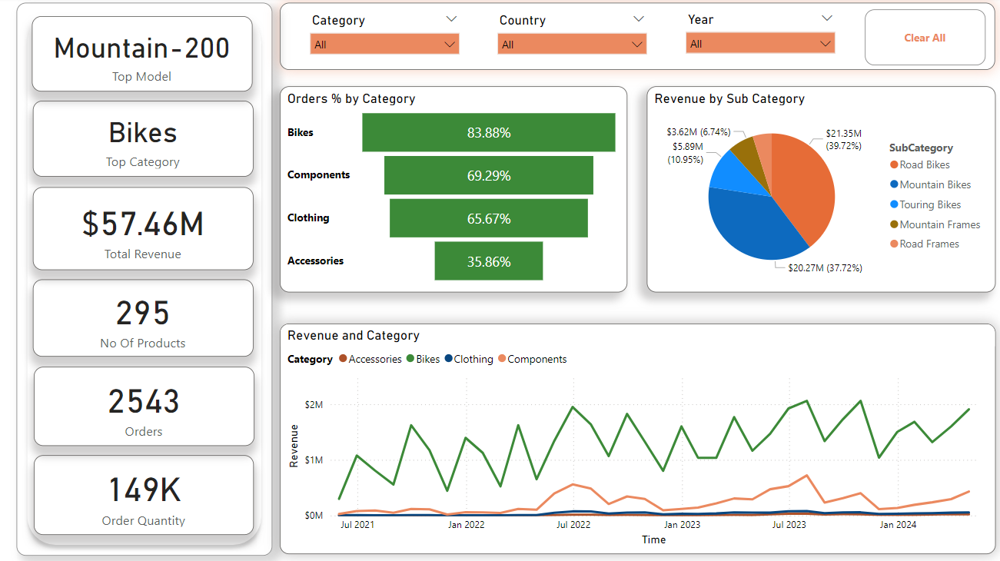 Mountain-200
Top Model
Bikes
Top Category
$57.46M
Total Revenue
295
No Of Products
2543
Orders
149K
Order Quantity
Category
All
Country
All
Year
All
Clear All
Orders % by Category
Bikes
83.88%
Components
69.29%
Clothing
65.67%
Accessories
35.86%
Revenue by Sub Category
$3.62M (6.74%)
$5.89M
(10.95%)
$21.35M
(39.72%)
$20.27M (37.72%)
SubCategory
Road Bikes
Mountain Bikes
Touring Bikes
Mountain Frames
Road Frames
Revenue and Category
Category Accessories Bikes Clothing Components
Revenue
$2M
$1M
$0M
Jul 2021 Jan 2022 Jul 2022 Jan 2023 Jul 2023 Jan 2024
Time